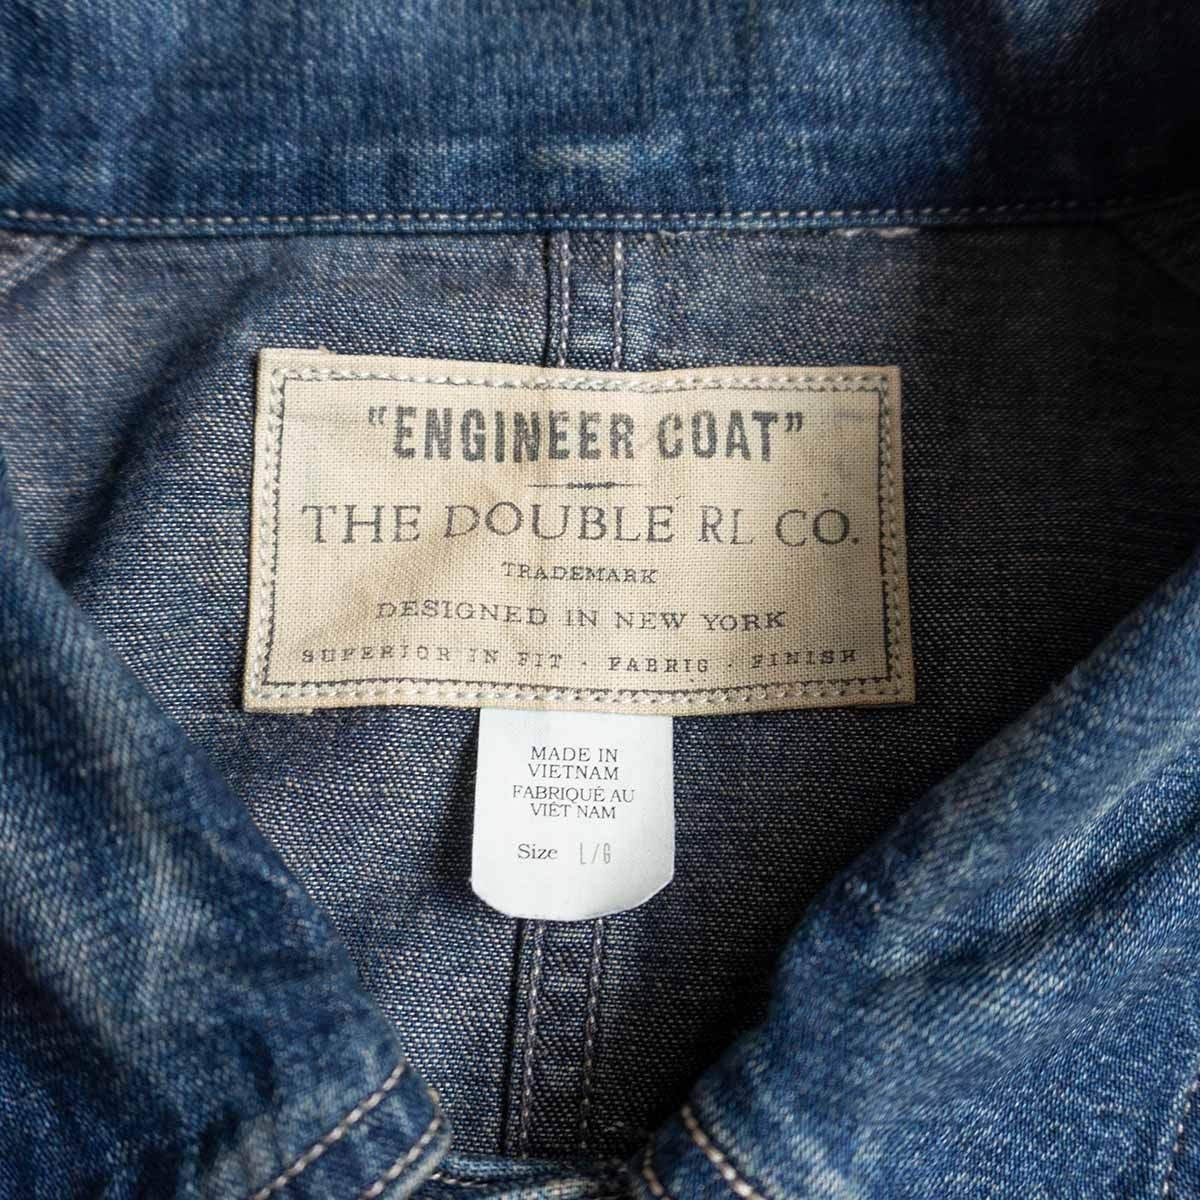 "ENGINEER COAT"
THE DOUBLE RL CO.
TRADEMARK
DESIGNED IN NEW YORK
SUPERIOR IN FIT · FABRIC · FINISH
MADE IN
VIETNAM
FABRIQUÉ AU
VIÊT NAM
Size L/G